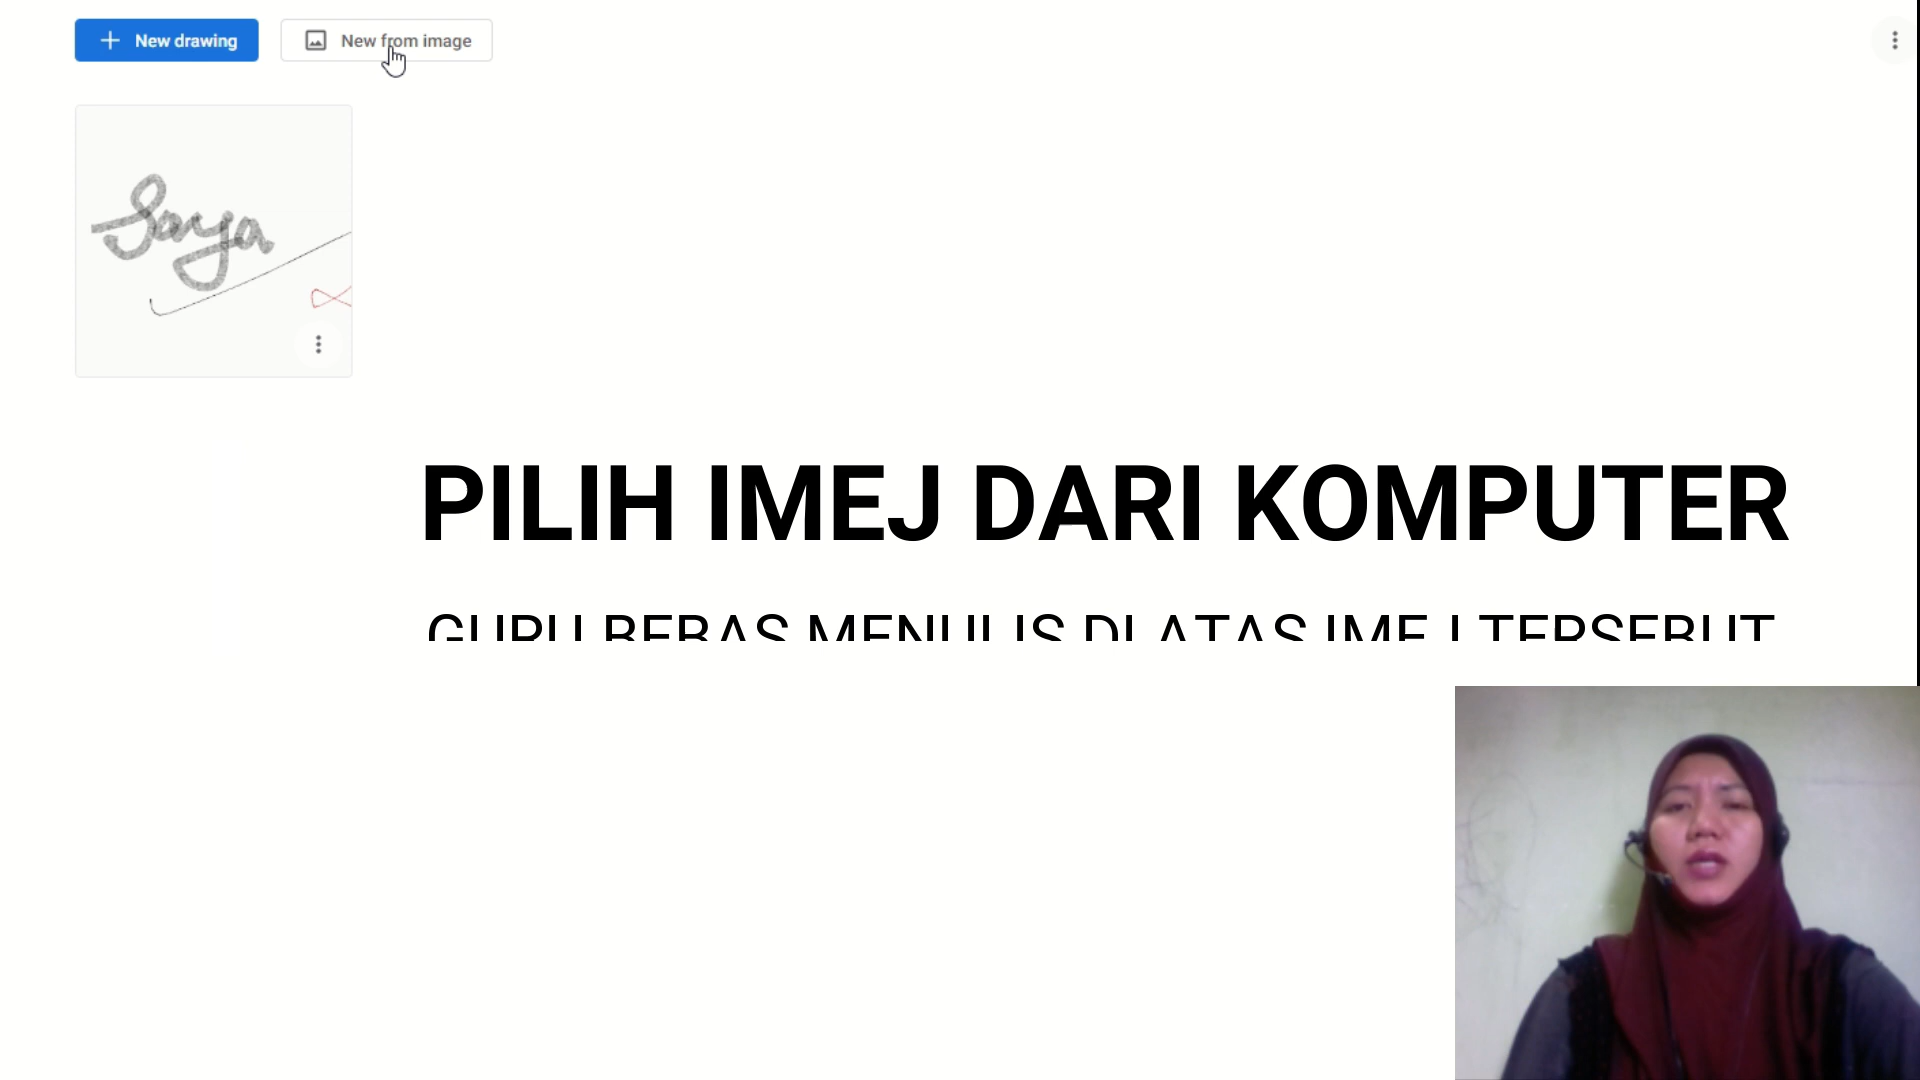 New drawing
New from image
Saya
PILIH IMEJ DARI KOMPUTER
GURU BEBAS MENULIS DI ATAS IMEJ TERSEBUT